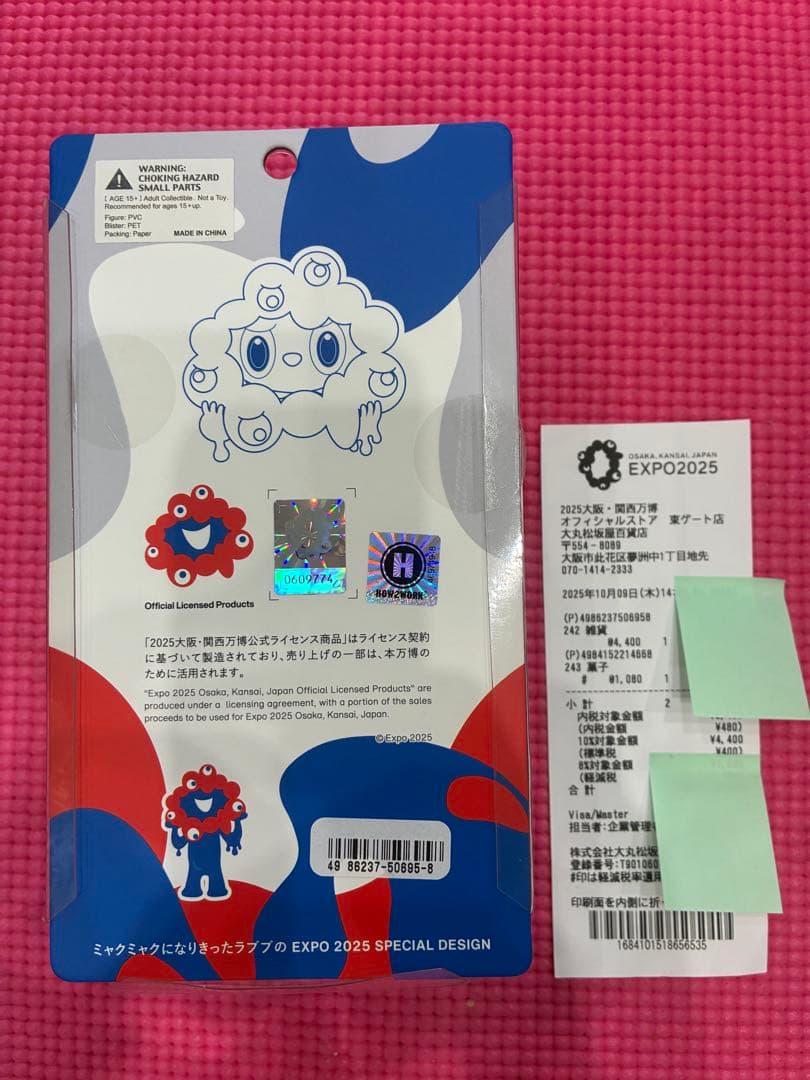 WARNING:
CHOKING HAZARD
SMALL PARTS
[ AGE 15+ ] Adult Collectible. Not a Toy.
Recommended for ages 15+up.
Figure: PVC
Blister: PET
Packing: Paper MADE IN CHINA
Official Licensed Products
0609774
H
HOW2WORK
「2025大阪・関西万博公式ライセンス商品」はライセンス契約
に基づいて製造されており、売り上げの一部は、本万博の
ために活用されます。
"Expo 2025 Osaka, Kansai, Japan Official Licensed Products" are
produced under a licensing agreement, with a portion of the sales
proceeds to be used for Expo 2025 Osaka, Kansai, Japan.
©Expo 2025
49 86237-50695-8
ミャクミャクになりきったラブブの EXPO 2025 SPECIAL DESIGN
OSAKA, KANSAI, JAPAN
EXPO2025
2025大阪・関西万博
オフィシャルストア 東ゲート店
大丸松坂屋百貨店
〒554-8089
大阪市此花区夢洲中1丁目地先
070-1414-2333
2025年10月09日(木)14:
(P)4986237506958
242 雑貨
@4,400 1
(P)4984152214668
243 菓子
# @1,080 1
小 計 2
内税対象金額
(内税金額 ¥480)
10%対象金額 ¥4,400
(標準税 ¥400)
8%対象金額
(軽減税
合 計
Visa/Master
担当者:企業管理
株式会社大丸松坂
登録番号:T901060
#印は軽減税率適用
印刷面を内側に折
1684101518656535